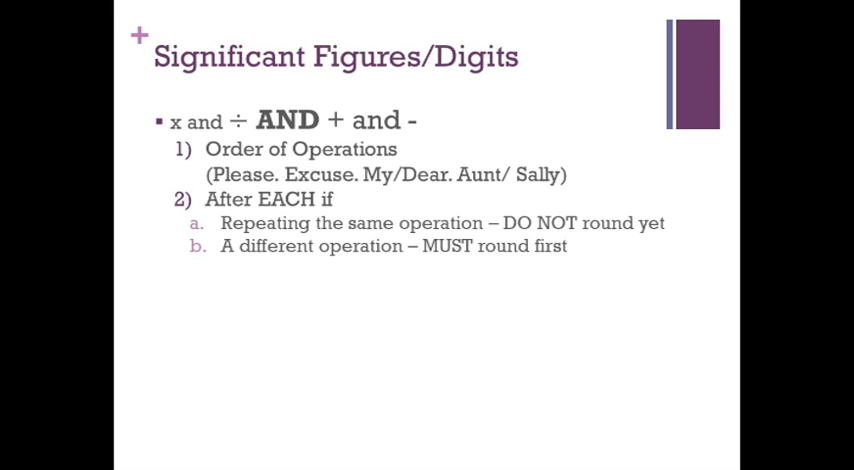 +
Significant Figures/Digits
▪ x and ÷ AND + and -
1) Order of Operations
(Please. Excuse. My/Dear. Aunt/ Sally)
2) After EACH if
a. Repeating the same operation – DO NOT round yet
b. A different operation – MUST round first